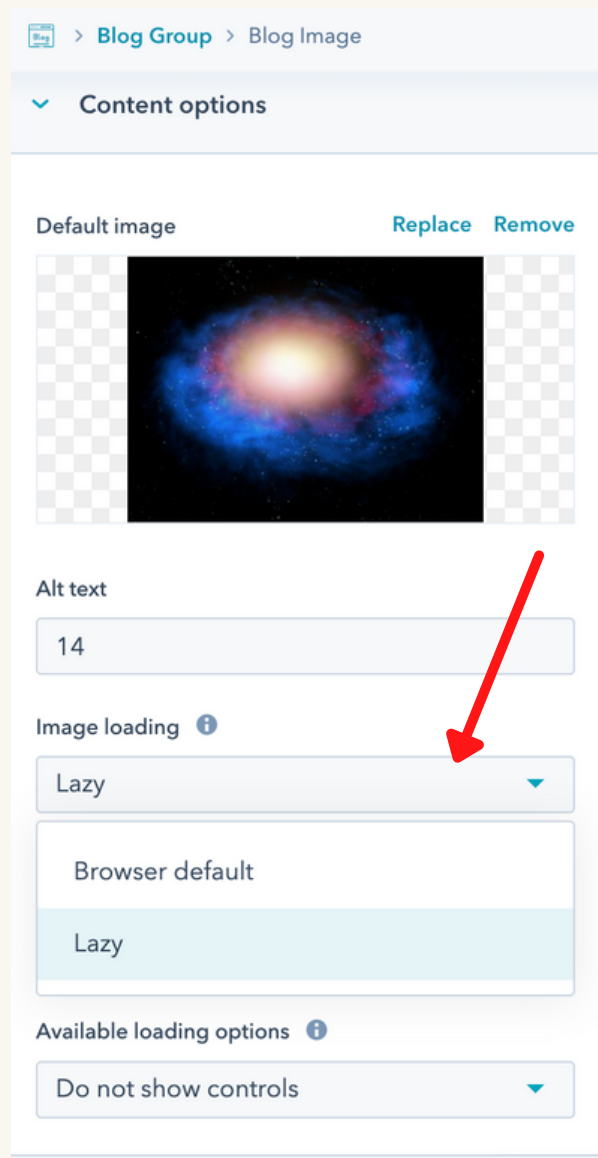 Blog > Blog Group > Blog Image
Content options
Default image Replace Remove
Alt text
14
Image loading
Lazy
Browser default
Lazy
Available loading options
Do not show controls